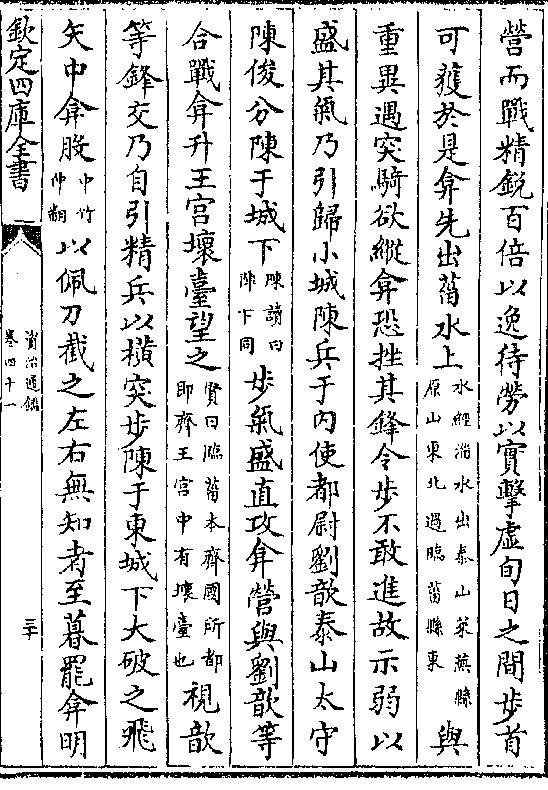 營而戰精鋭百倍以逸待勞以實擊虛旬日之間步首
可獲於是弇先出菑水上水經淄水出泰山萊蕪縣原山東北過臨菑縣東與
重異遇突騎欲縱弇恐挫其鋒令步不敢進故示弱以
盛其氣乃引歸小城陳兵于内使都尉劉歆泰山太守
陳俊分陳于城下陳讀曰陣下同步氣盛直攻弇營與劉歆等
合戰弇升王宮壞臺望之賢曰臨菑本齊國所都即齊王宮中有壞臺也視歆
等鋒交乃自引精兵以橫突步陳于東城下大破之飛
矢中弇股中竹仲翻以佩刀截之左右無知者至暮罷弇明
欽定四庫全書
資治通鑑
卷四十一
三十